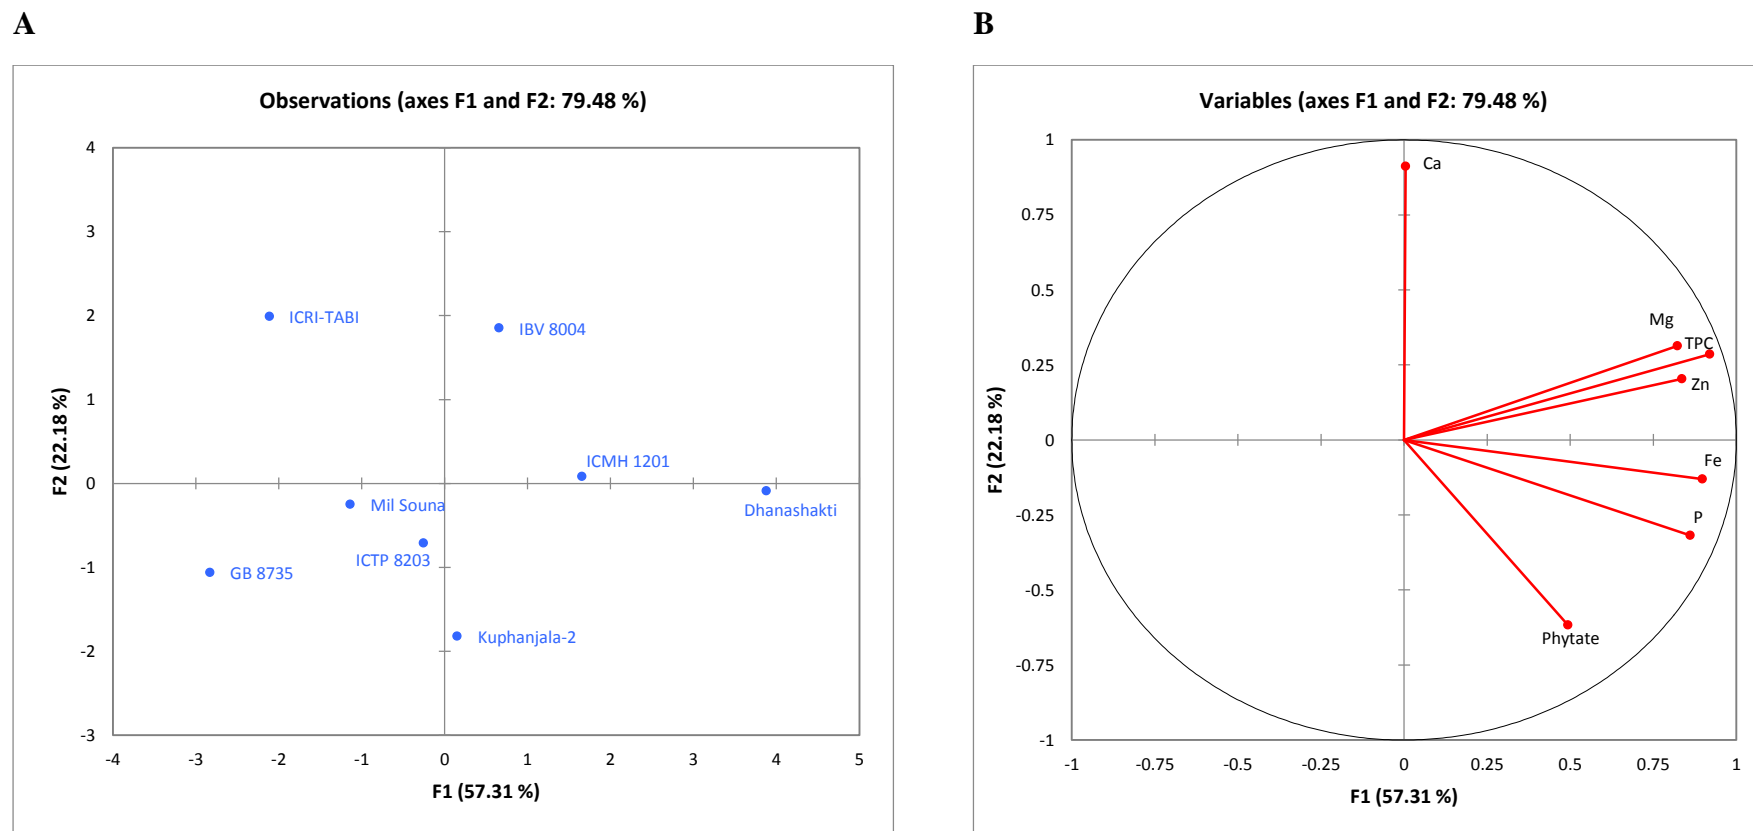 A
Observations (axes F1 and F2: 79.48 %)
4
3
2
1
0
-1
-2
-3
F2 (22.18 %)
ICRI-TABI
IBV 8004
ICMH 1201
Dhanashakti
Mil Souna
ICTP 8203
GB 8735
Kuphanjala-2
-4 -3 -2 -1 0 1 2 3 4 5
F1 (57.31 %)
B
Variables (axes F1 and F2: 79.48 %)
1
0.75
0.5
0.25
0
-0.25
-0.5
-0.75
-1
F2 (22.18 %)
Ca
Mg
TPC
Zn
Fe
P
Phytate
-1 -0.75 -0.5 -0.25 0 0.25 0.5 0.75 1
F1 (57.31 %)